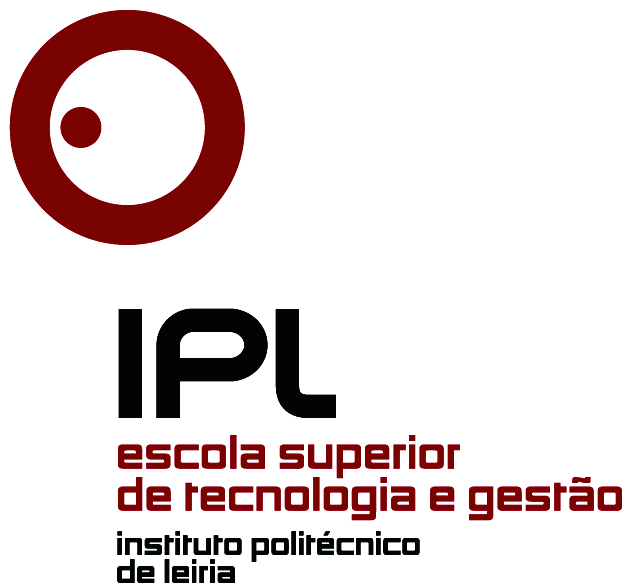 IPL
escola superior
de tecnologia e gestão
instituto politécnico
de leiria